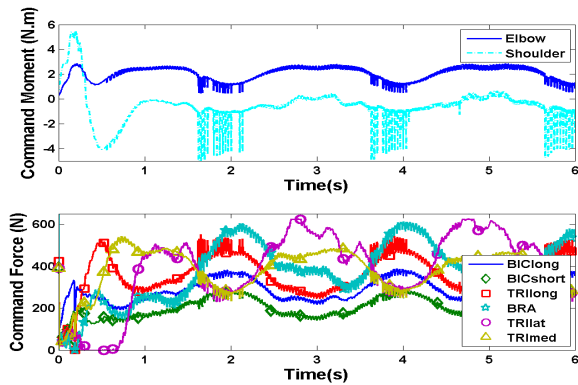 Command Moment (N.m)
6
4
2
0
-2
-4
0
1
2
3
4
5
6
Time(s)
Elbow
Shoulder
Command Force (N)
600
400
200
0
0
1
2
3
4
5
6
Time(s)
BIClong
BICshort
TRIlong
BRA
TRIlat
TRImed